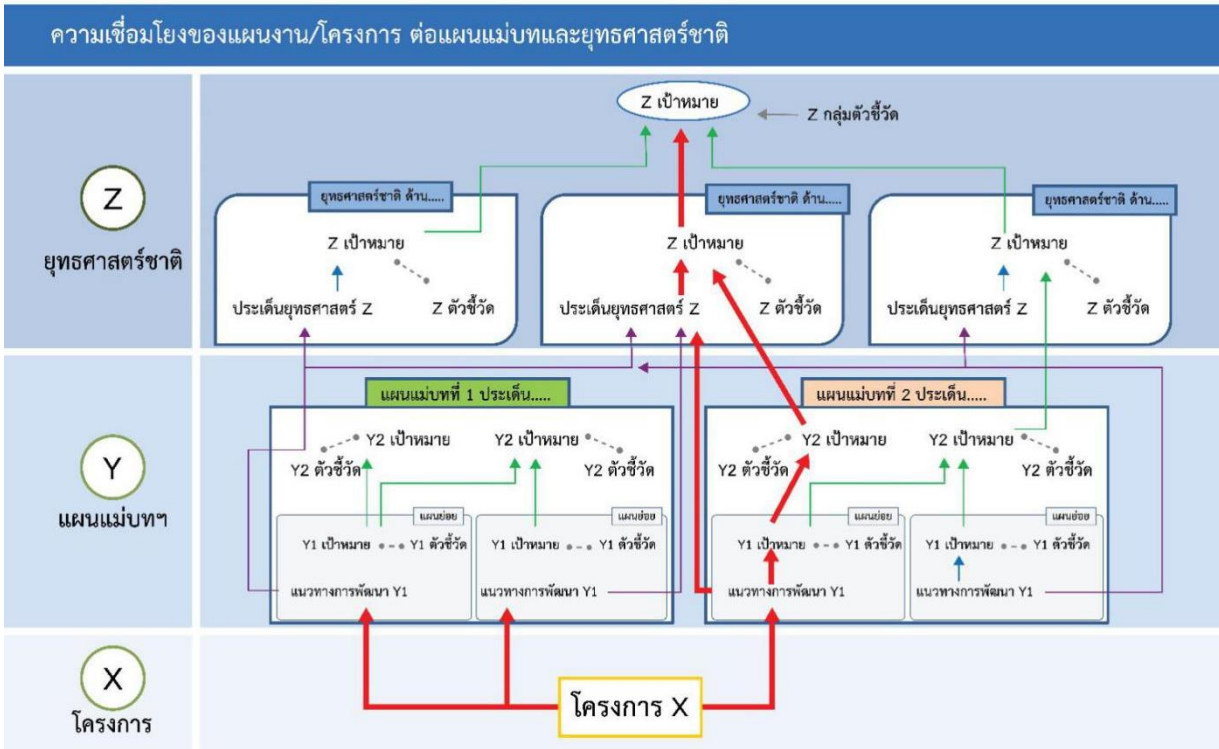 ความเชื่อมโยงของแผนงาน/โครงการ ต่อแผนแม่บทและยุทธศาสตร์ชาติ
Z
ยุทธศาสตร์ชาติ
Z เป้าหมาย
Z กลุ่มตัวชี้วัด
ยุทธศาสตร์ชาติ ด้าน.....
Z เป้าหมาย
ประเด็นยุทธศาสตร์ Z
Z ตัวชี้วัด
ยุทธศาสตร์ชาติ ด้าน.....
Z เป้าหมาย
ประเด็นยุทธศาสตร์ Z
Z ตัวชี้วัด
ยุทธศาสตร์ชาติ ด้าน.....
Z เป้าหมาย
ประเด็นยุทธศาสตร์ Z
Z ตัวชี้วัด
Y
แผนแม่บทฯ
แผนแม่บทที่ 1 ประเด็น.....
Y2 เป้าหมาย
Y2 ตัวชี้วัด
Y2 เป้าหมาย
Y2 ตัวชี้วัด
แผนย่อย
Y1 เป้าหมาย
Y1 ตัวชี้วัด
แนวทางการพัฒนา Y1
แผนย่อย
Y1 เป้าหมาย
Y1 ตัวชี้วัด
แนวทางการพัฒนา Y1
แผนแม่บทที่ 2 ประเด็น.....
Y2 เป้าหมาย
Y2 ตัวชี้วัด
Y2 เป้าหมาย
Y2 ตัวชี้วัด
แผนย่อย
Y1 เป้าหมาย
Y1 ตัวชี้วัด
แนวทางการพัฒนา Y1
แผนย่อย
Y1 เป้าหมาย
Y1 ตัวชี้วัด
แนวทางการพัฒนา Y1
X
โครงการ
โครงการ X